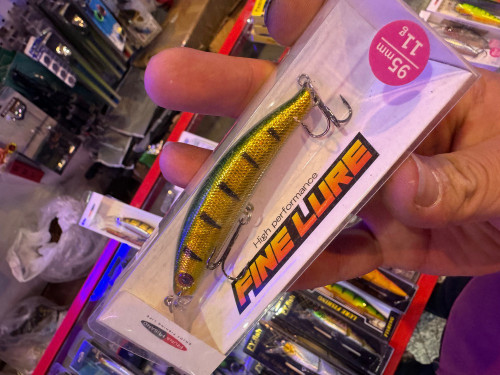 95mm
11g
High performance
FINE LURE